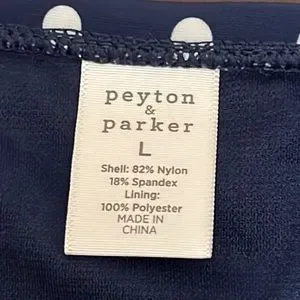 peyton
&
parker
L
Shell: 82% Nylon
18% Spandex
Lining:
100% Polyester
MADE IN
CHINA